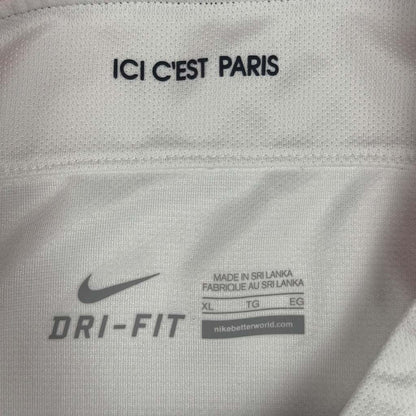 ICI C'EST PARIS
MADE IN SRI LANKA
FABRIQUE AU SRI LANKA
XL TG EG
nikebetterworld.com
DRI-FIT